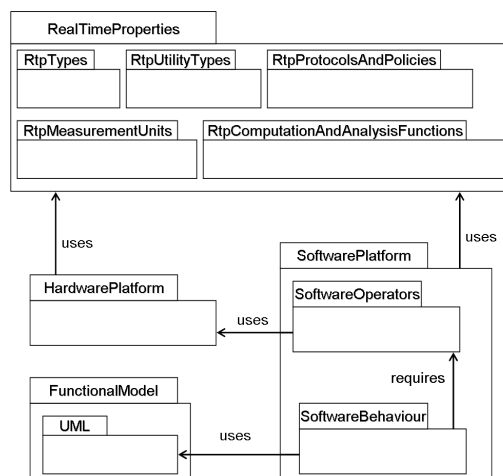 RealTimeProperties
RtpTypes
RtpUtilityTypes
RtpProtocolsAndPolicies
RtpMeasurementUnits
RtpComputationAndAnalysisFunctions
uses
uses
SoftwarePlatform
HardwarePlatform
SoftwareOperators
uses
requires
FunctionalModel
SoftwareBehaviour
UML
uses